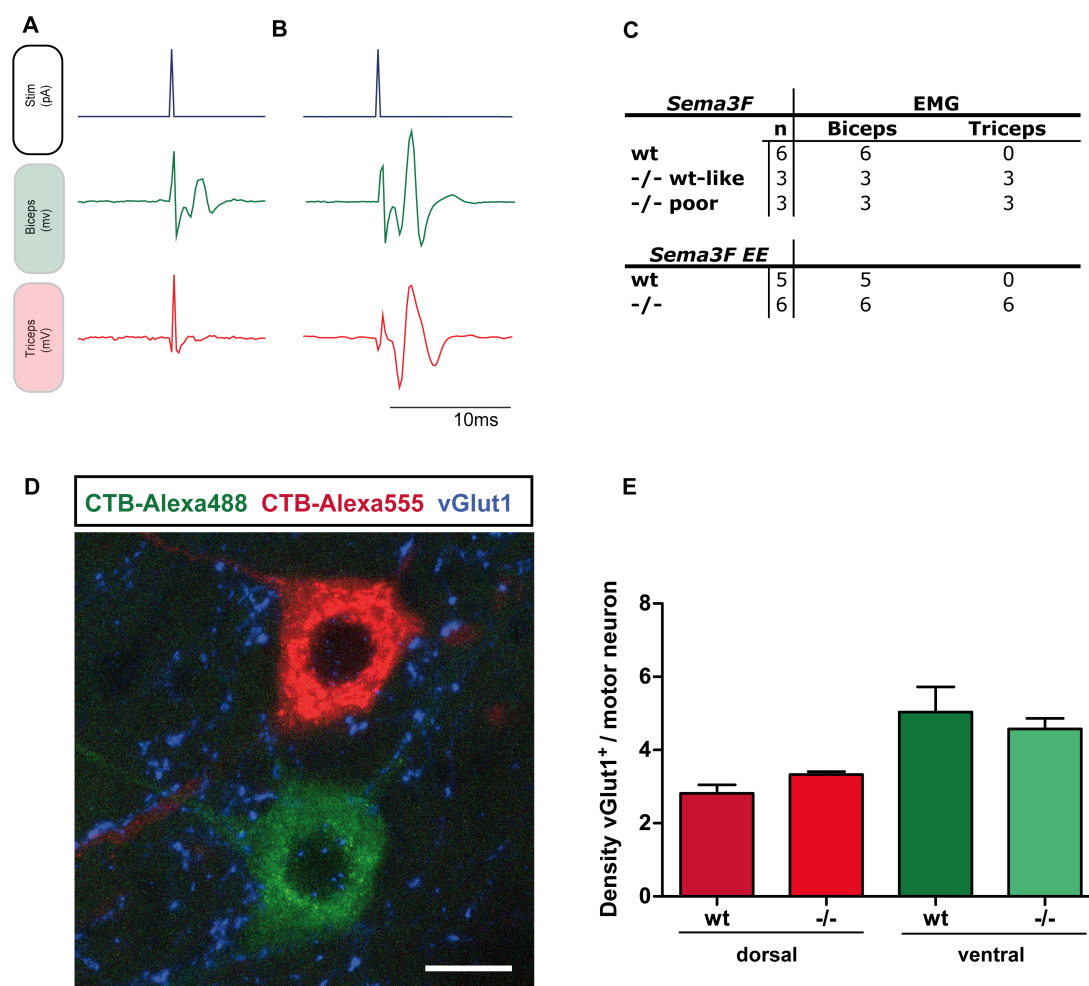 A
B
Stim
(pA)
Biceps
(mv)
Triceps
(mV)
10ms
C
Sema3F EMG
n Biceps Triceps
wt 6 6 0
-/- wt-like 3 3 3
-/- poor 3 3 3
Sema3F EE
wt 5 5 0
-/- 6 6 6
D
CTB-Alexa488 CTB-Alexa555 vGlut1
E
Density vGlut1+ / motor neuron
8
6
4
2
0
wt -/- wt -/-
dorsal ventral